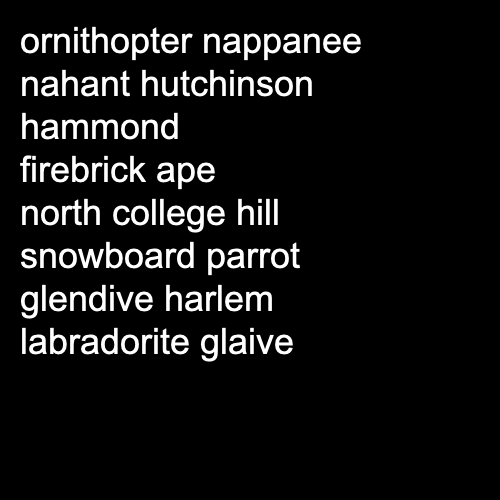 ornithopter nappanee
nahant hutchinson
hammond
firebrick ape
north college hill
snowboard parrot
glendive harlem
labradorite glaive